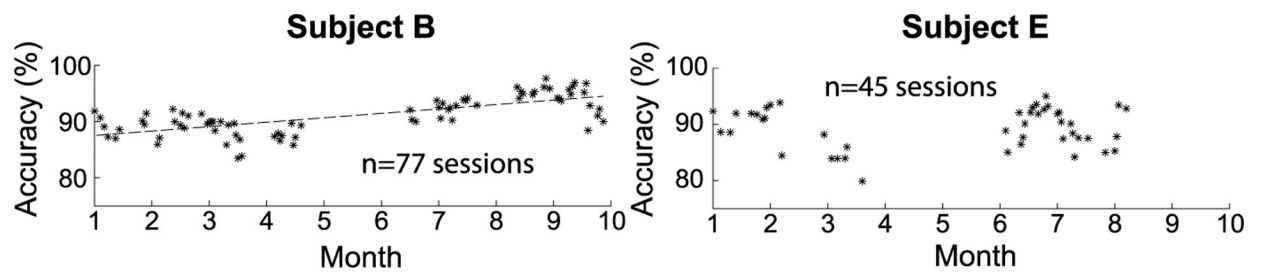 Subject B
Accuracy (%)
100
90
80
n=77 sessions
1 2 3 4 5 6 7 8 9 10
Month
Subject E
Accuracy (%)
100
90
80
n=45 sessions
1 2 3 4 5 6 7 8 9 10
Month